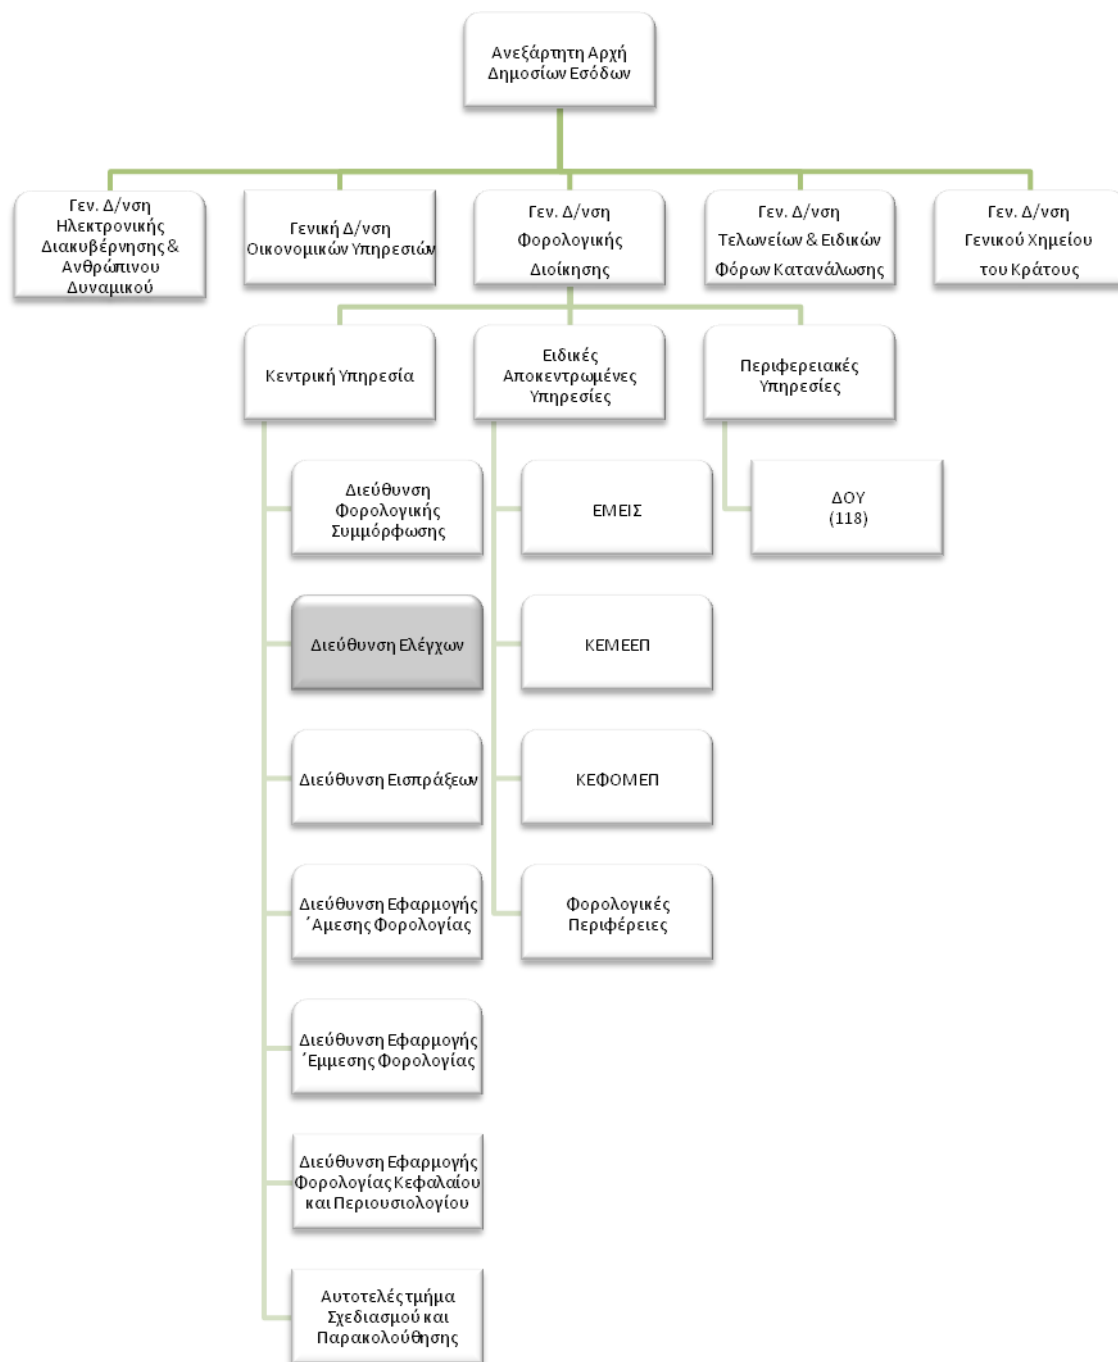 Ανεξάρτητη Αρχή
Δημοσίων Εσόδων
Γεν. Δ/νση
Ηλεκτρονικής
Διακυβέρνησης &
Ανθρώπινου
Δυναμικού
Γενική Δ/νση
Οικονομικών Υπηρεσιών
Γεν. Δ/νση
Φορολογικής
Διοίκησης
Γεν. Δ/νση
Τελωνείων & Ειδικών
Φόρων Κατανάλωσης
Γεν. Δ/νση
Γενικού Χημείου
του Κράτους
Κεντρική Υπηρεσία
Ειδικές
Αποκεντρωμένες
Υπηρεσίες
Περιφερειακές
Υπηρεσίες
Διεύθυνση
Φορολογικής
Συμμόρφωσης
Διεύθυνση Ελέγχων
Διεύθυνση Εισπράξεων
Διεύθυνση Εφαρμογής
΄Αμεσης Φορολογίας
Διεύθυνση Εφαρμογής
΄Εμμεσης Φορολογίας
Διεύθυνση Εφαρμογής
Φορολογίας Κεφαλαίου
και Περιουσιολογίου
Αυτοτελές τμήμα
Σχεδιασμού και
Παρακολούθησης
ΕΜΕΙΣ
ΚΕΜΕΕΠ
ΚΕΦΟΜΕΠ
Φορολογικές
Περιφέρειες
ΔΟΥ
(118)